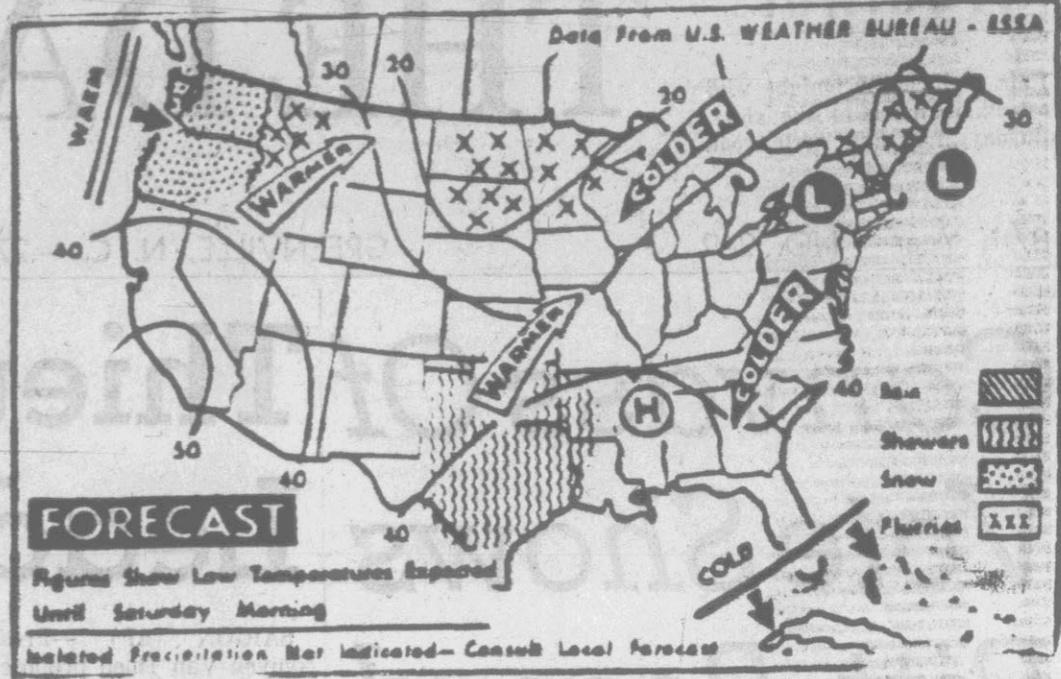 Data From U.S. WEATHER BUREAU - ESSA
WARM
30
20
20
30
WARMER
COLDER
L
L
40
WARMER
COLDER
H
40
50
40
40
Rain
Showers
Snow
Flurries
FORECAST
COLD
Figures Show Low Temperatures Expected
Until Saturday Morning
Isolated Precipitation Not Indicated— Consult Local Forecast